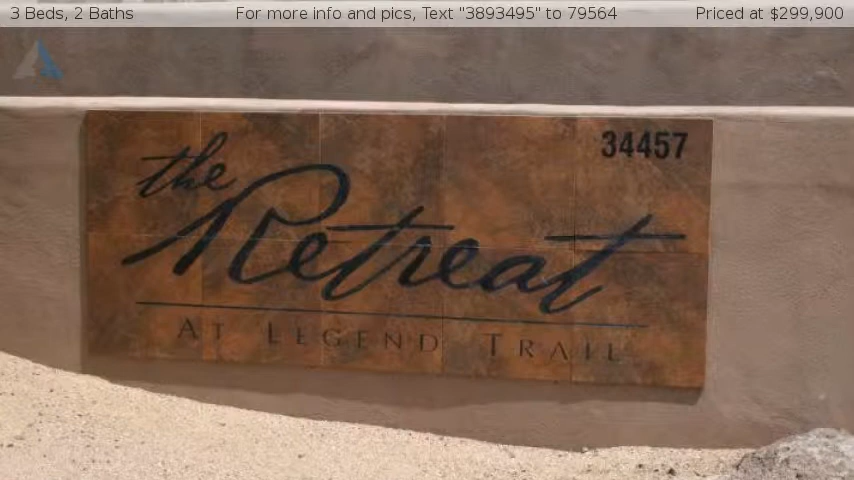 3 Beds, 2 Baths For more info and pics, Text "3893495" to 79564 Priced at $299,900
34457
the
Retreat
AT LEGEND TRAIL